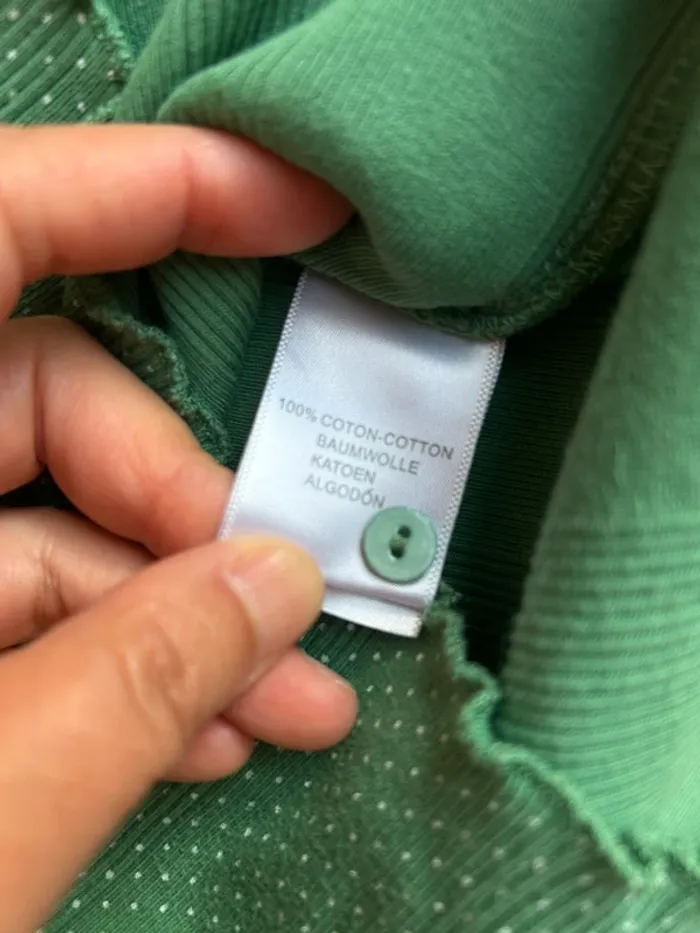 100% COTON-COTTON
BAUMWOLLE
KATOEN
ALGODÓN